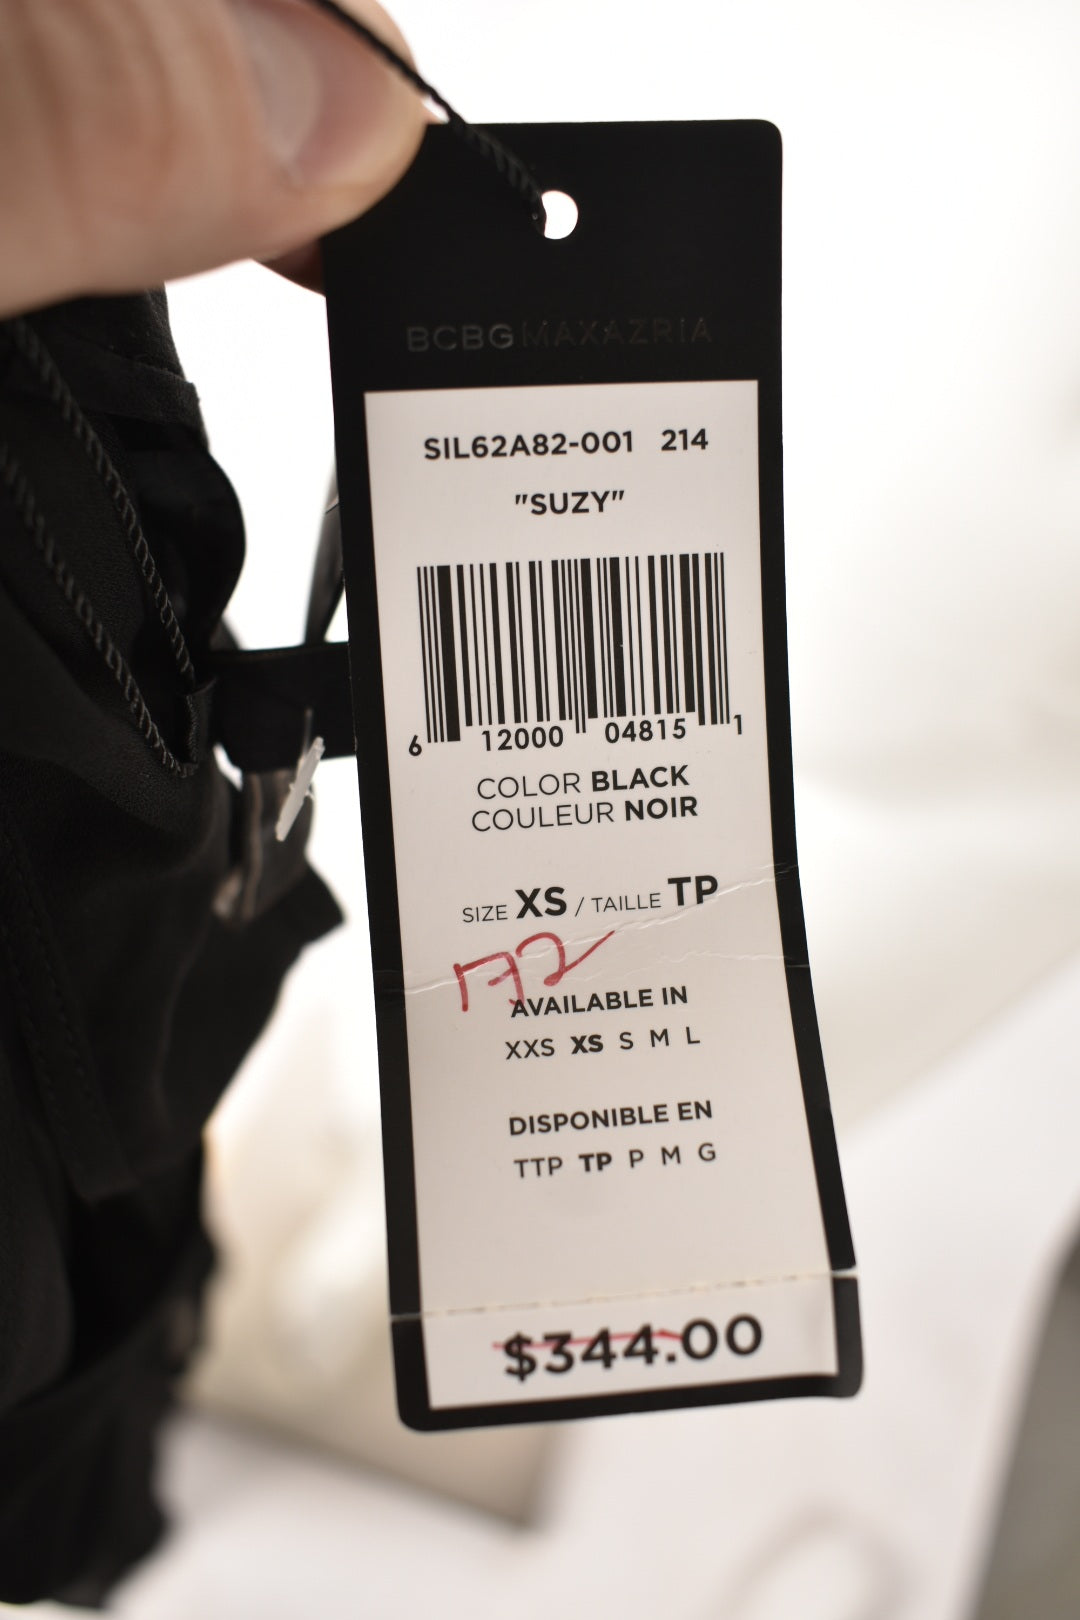 BCBGMAXAZRIA
SIL62A82-001 214
"SUZY"
6 12000 04815 1
COLOR BLACK
COULEUR NOIR
SIZE XS / TAILLE TP
172
AVAILABLE IN
XXS XS S M L
DISPONIBLE EN
TTP TP P M G
$344.00